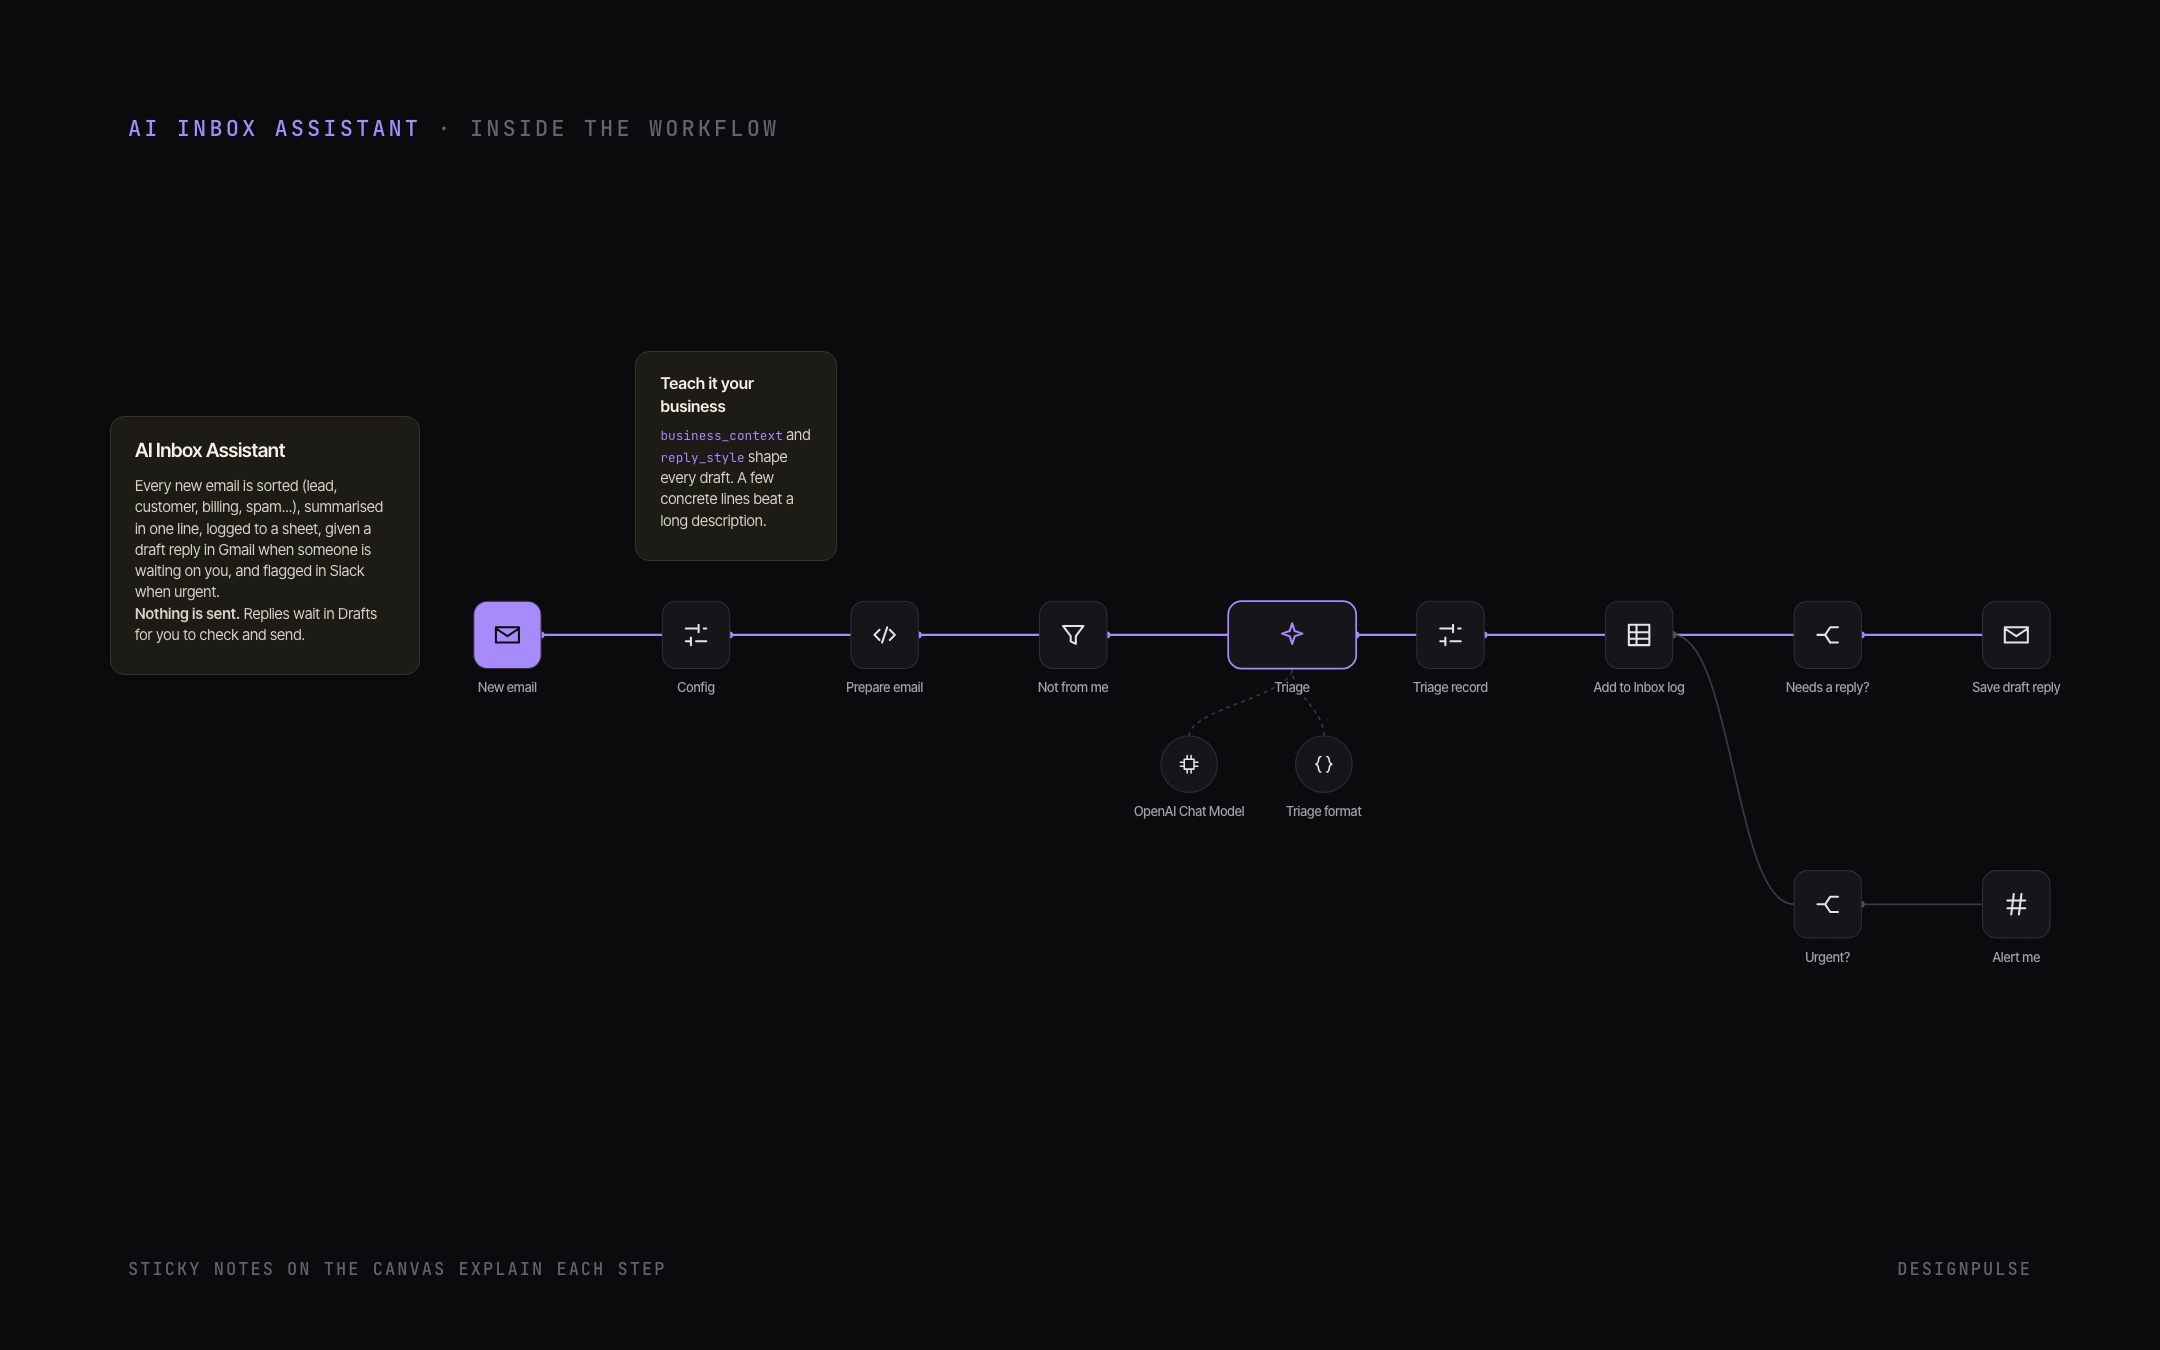 AI INBOX ASSISTANT · INSIDE THE WORKFLOW
Teach it your
business
business_context and
reply_style shape
every draft. A few
concrete lines beat a
long description.
AI Inbox Assistant
Every new email is sorted (lead,
customer, billing, spam...), summarised
in one line, logged to a sheet, given a
draft reply in Gmail when someone is
waiting on you, and flagged in Slack
when urgent.
Nothing is sent. Replies wait in Drafts
for you to check and send.
New email
Config
Prepare email
Not from me
Triage
Triage record
Add to Inbox log
Needs a reply?
Save draft reply
OpenAI Chat Model
Triage format
Urgent?
Alert me
STICKY NOTES ON THE CANVAS EXPLAIN EACH STEP
DESIGNPULSE